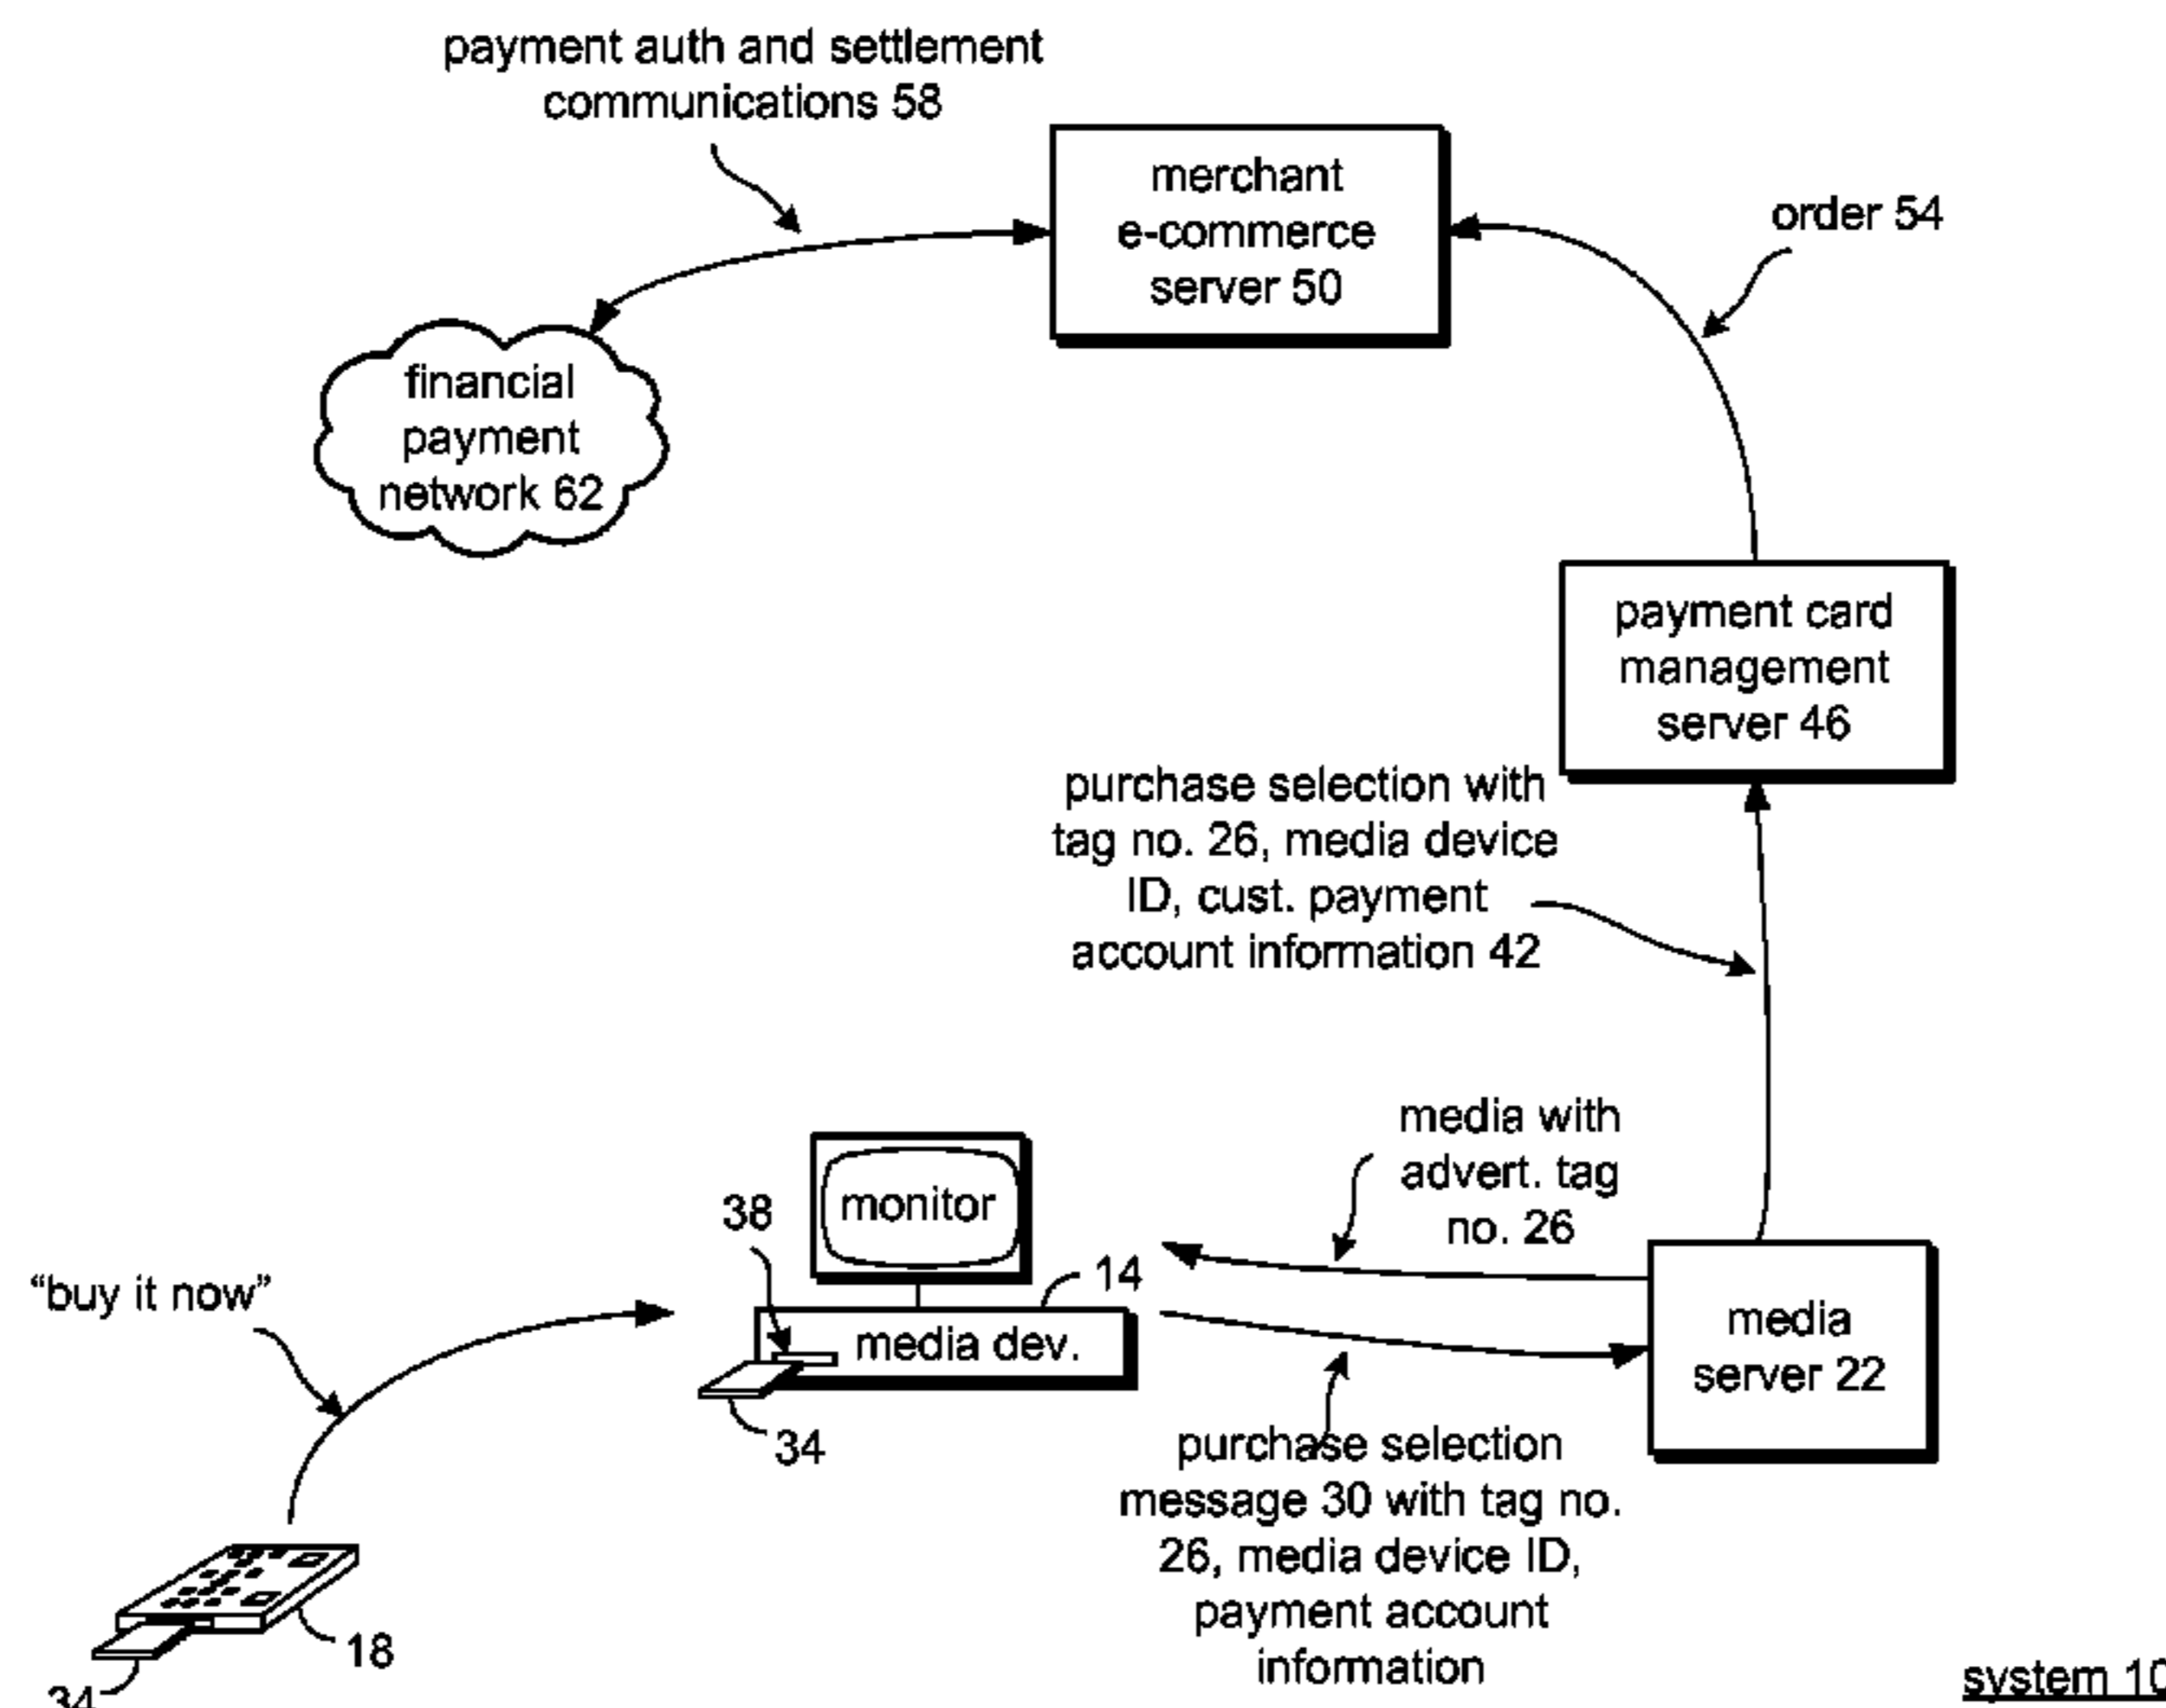 payment auth and settlement
communications 58
merchant
e-commerce
server 50
order 54
financial
payment
network 62
payment card
management
server 46
purchase selection with
tag no. 26, media device
ID, cust. payment
account information 42
media with
advert. tag
no. 26
monitor
38
14
"buy it now"
media dev.
media
server 22
34
purchase selection
message 30 with tag no.
26, media device ID,
payment account
information
18
34
system 10